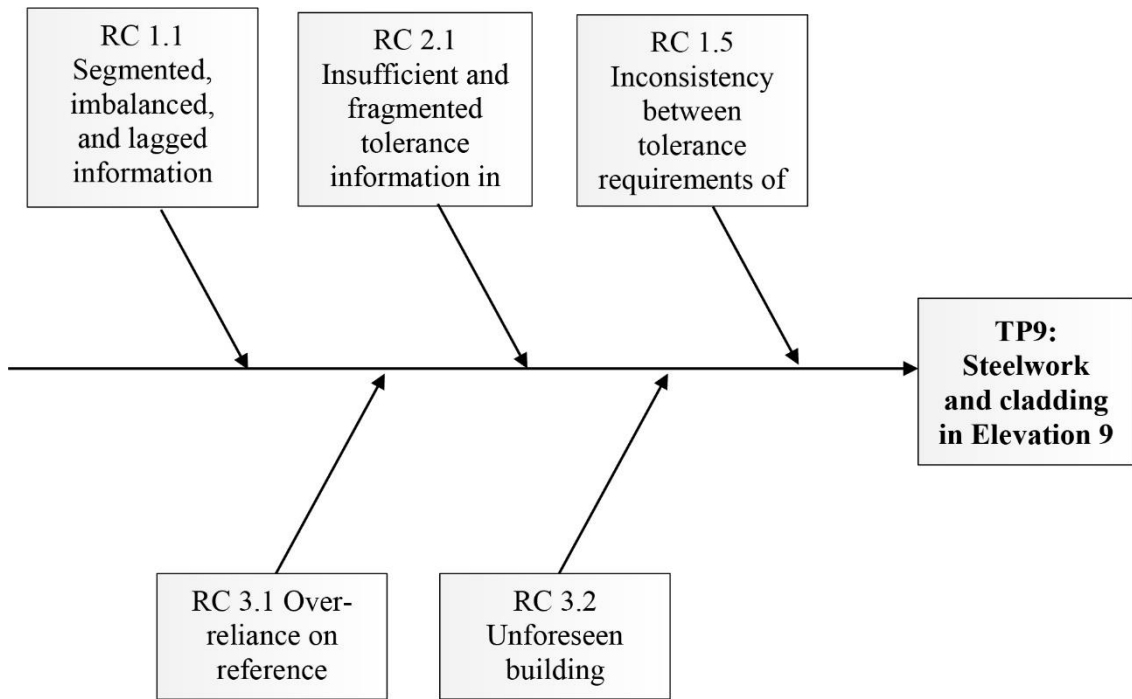 RC 1.1
Segmented,
imbalanced,
and lagged
information
RC 2.1
Insufficient and
fragmented
tolerance
information in
RC 1.5
Inconsistency
between
tolerance
requirements of
TP9:
Steelwork
and cladding
in Elevation 9
RC 3.1 Over-
reliance on
reference
RC 3.2
Unforeseen
building